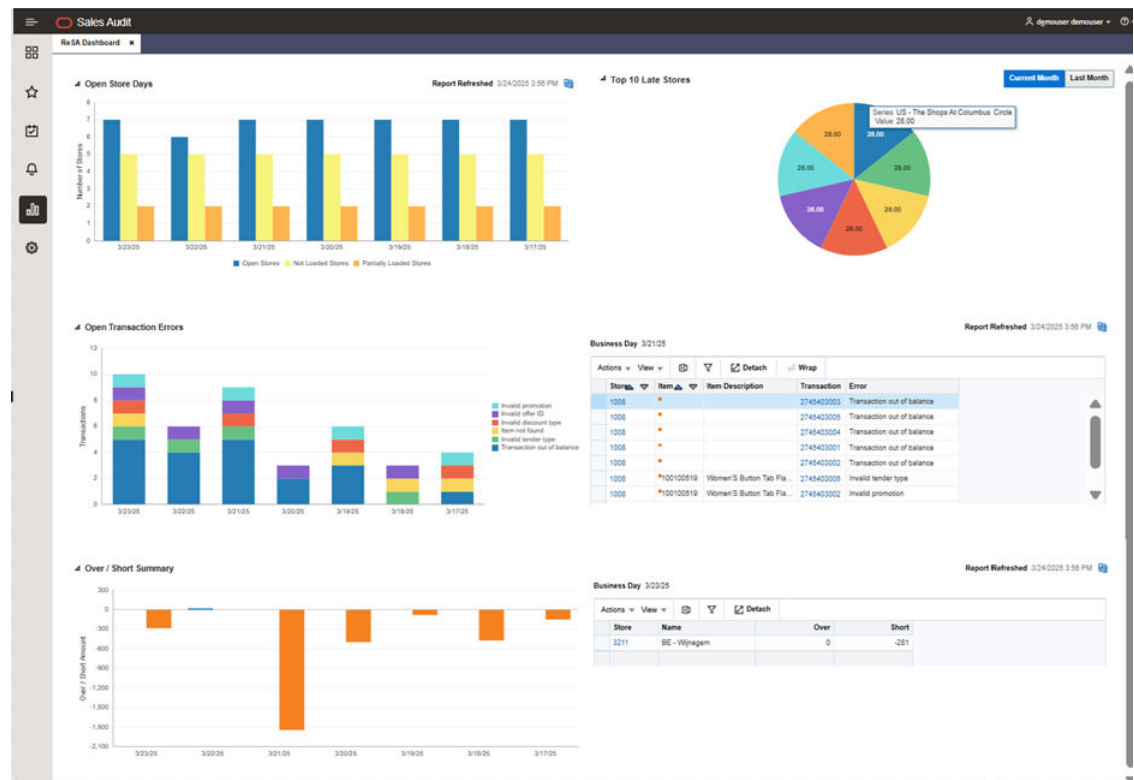 Sales Audit
demouser demouser
ReSA Dashboard
Open Store Days
Report Refreshed 3/24/2025 3:56 PM
Number of Stores
8
7
6
5
4
3
2
1
0
3/23/25 3/22/25 3/21/25 3/20/25 3/19/25 3/18/25 3/17/25
Open Stores Not Loaded Stores Partially Loaded Stores
Top 10 Late Stores
Current Month Last Month
Series US - The Shops At Columbus Circle
Value 28.00
28.00
28.00
28.00
28.00
28.00
28.00
28.00
Open Transaction Errors
Transactions
12
10
8
6
4
2
0
3/23/25 3/22/25 3/21/25 3/20/25 3/19/25 3/18/25 3/17/25
Invalid promotion
Invalid offer ID
Invalid discount type
Item not found
Invalid tender type
Transaction out of balance
Report Refreshed 3/24/2025 3:56 PM
Business Day 3/21/25
Actions View Detach Wrap
Store Item Item Description Transaction Error
1008 2745403003 Transaction out of balance
1008 2745403005 Transaction out of balance
1008 2745403004 Transaction out of balance
1008 2745403001 Transaction out of balance
1008 2745403002 Transaction out of balance
1008 *100100519 Women'S Button Tab Fla... 2745403005 Invalid tender type
1008 *100100519 Women'S Button Tab Fla... 2745403002 Invalid promotion
Over / Short Summary
Over / Short Amount
300
0
-300
-600
-900
-1,200
-1,500
-1,800
-2,100
3/23/25 3/22/25 3/21/25 3/20/25 3/19/25 3/18/25 3/17/25
Report Refreshed 3/24/2025 3:56 PM
Business Day 3/23/25
Actions View Detach
Store Name Over Short
3211 BE - Wijnegem 0 -281